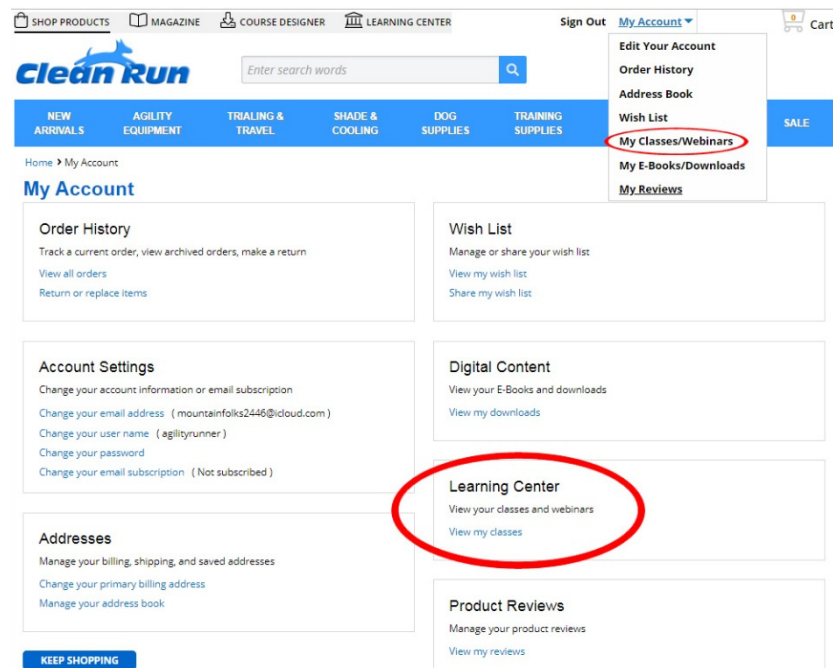 SHOP PRODUCTS MAGAZINE COURSE DESIGNER LEARNING CENTER Sign Out My Account 0 Cart
Edit Your Account
Order History
Address Book
Wish List
My Classes/Webinars
My E-Books/Downloads
My Reviews
Clean Run
Enter search words
NEW ARRIVALS AGILITY EQUIPMENT TRIALING & TRAVEL SHADE & COOLING DOG SUPPLIES TRAINING SUPPLIES SALE
Home > My Account
My Account
Order History
Track a current order, view archived orders, make a return
View all orders
Return or replace items
Wish List
Manage or share your wish list
View my wish list
Share my wish list
Account Settings
Change your account information or email subscription
Change your email address ( mountainfolks2446@icloud.com )
Change your user name ( agilityrunner )
Change your password
Change your email subscription ( Not subscribed )
Digital Content
View your E-Books and downloads
View my downloads
Learning Center
View your classes and webinars
View my classes
Addresses
Manage your billing, shipping, and saved addresses
Change your primary billing address
Manage your address book
Product Reviews
Manage your product reviews
View my reviews
KEEP SHOPPING